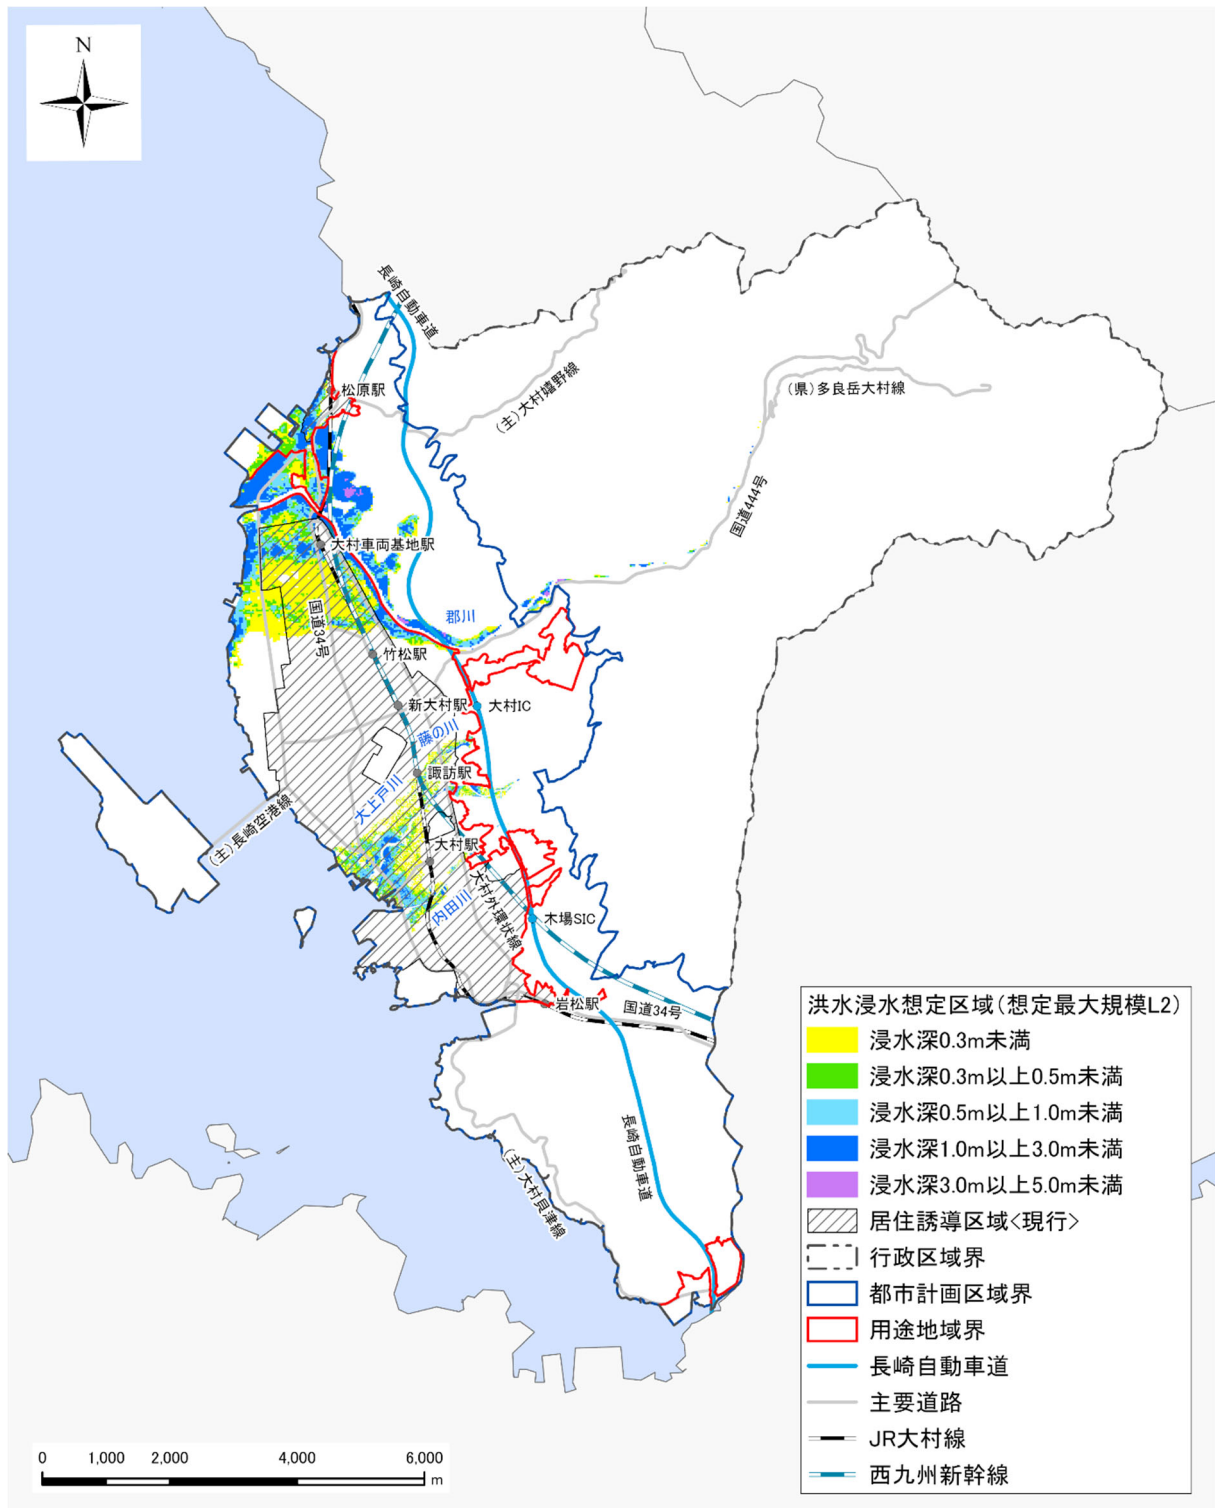 N
長崎自動車道
松原駅
(主)大村嬉野線
(県)多良岳大村線
国道444号
大村車両基地駅
郡川
国道34号
竹松駅
新大村駅
大村IC
藤の川
諏訪駅
大上戸川
(主)長崎空港線
大村駅
内田川
大村外環状線
木場SIC
岩松駅
国道34号
長崎自動車道
(主)大村貝津線
洪水浸水想定区域(想定最大規模L2)
浸水深0.3m未満
浸水深0.3m以上0.5m未満
浸水深0.5m以上1.0m未満
浸水深1.0m以上3.0m未満
浸水深3.0m以上5.0m未満
居住誘導区域<現行>
行政区域界
都市計画区域界
用途地域界
長崎自動車道
主要道路
JR大村線
西九州新幹線
0 1,000 2,000 4,000 6,000
m